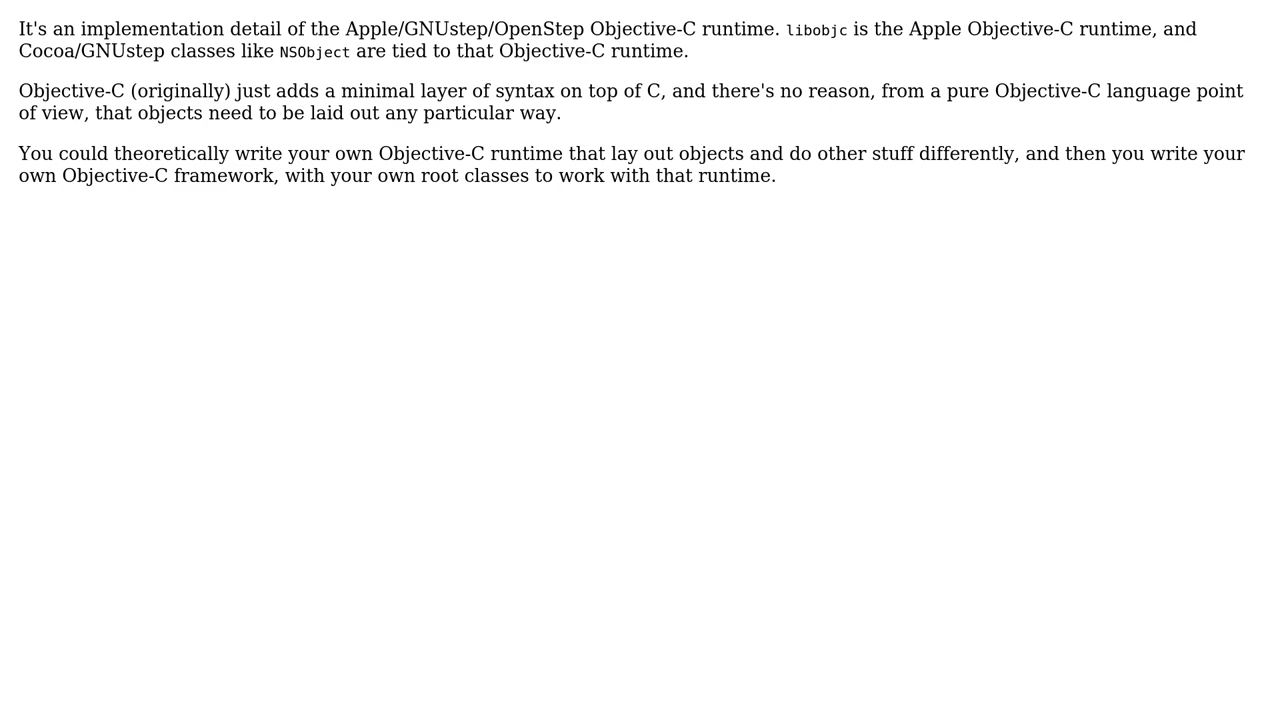 It's an implementation detail of the Apple/GNUstep/OpenStep Objective-C runtime. libobjc is the Apple Objective-C runtime, and
Cocoa/GNUstep classes like NSObject are tied to that Objective-C runtime.
Objective-C (originally) just adds a minimal layer of syntax on top of C, and there's no reason, from a pure Objective-C language point
of view, that objects need to be laid out any particular way.
You could theoretically write your own Objective-C runtime that lay out objects and do other stuff differently, and then you write your
own Objective-C framework, with your own root classes to work with that runtime.